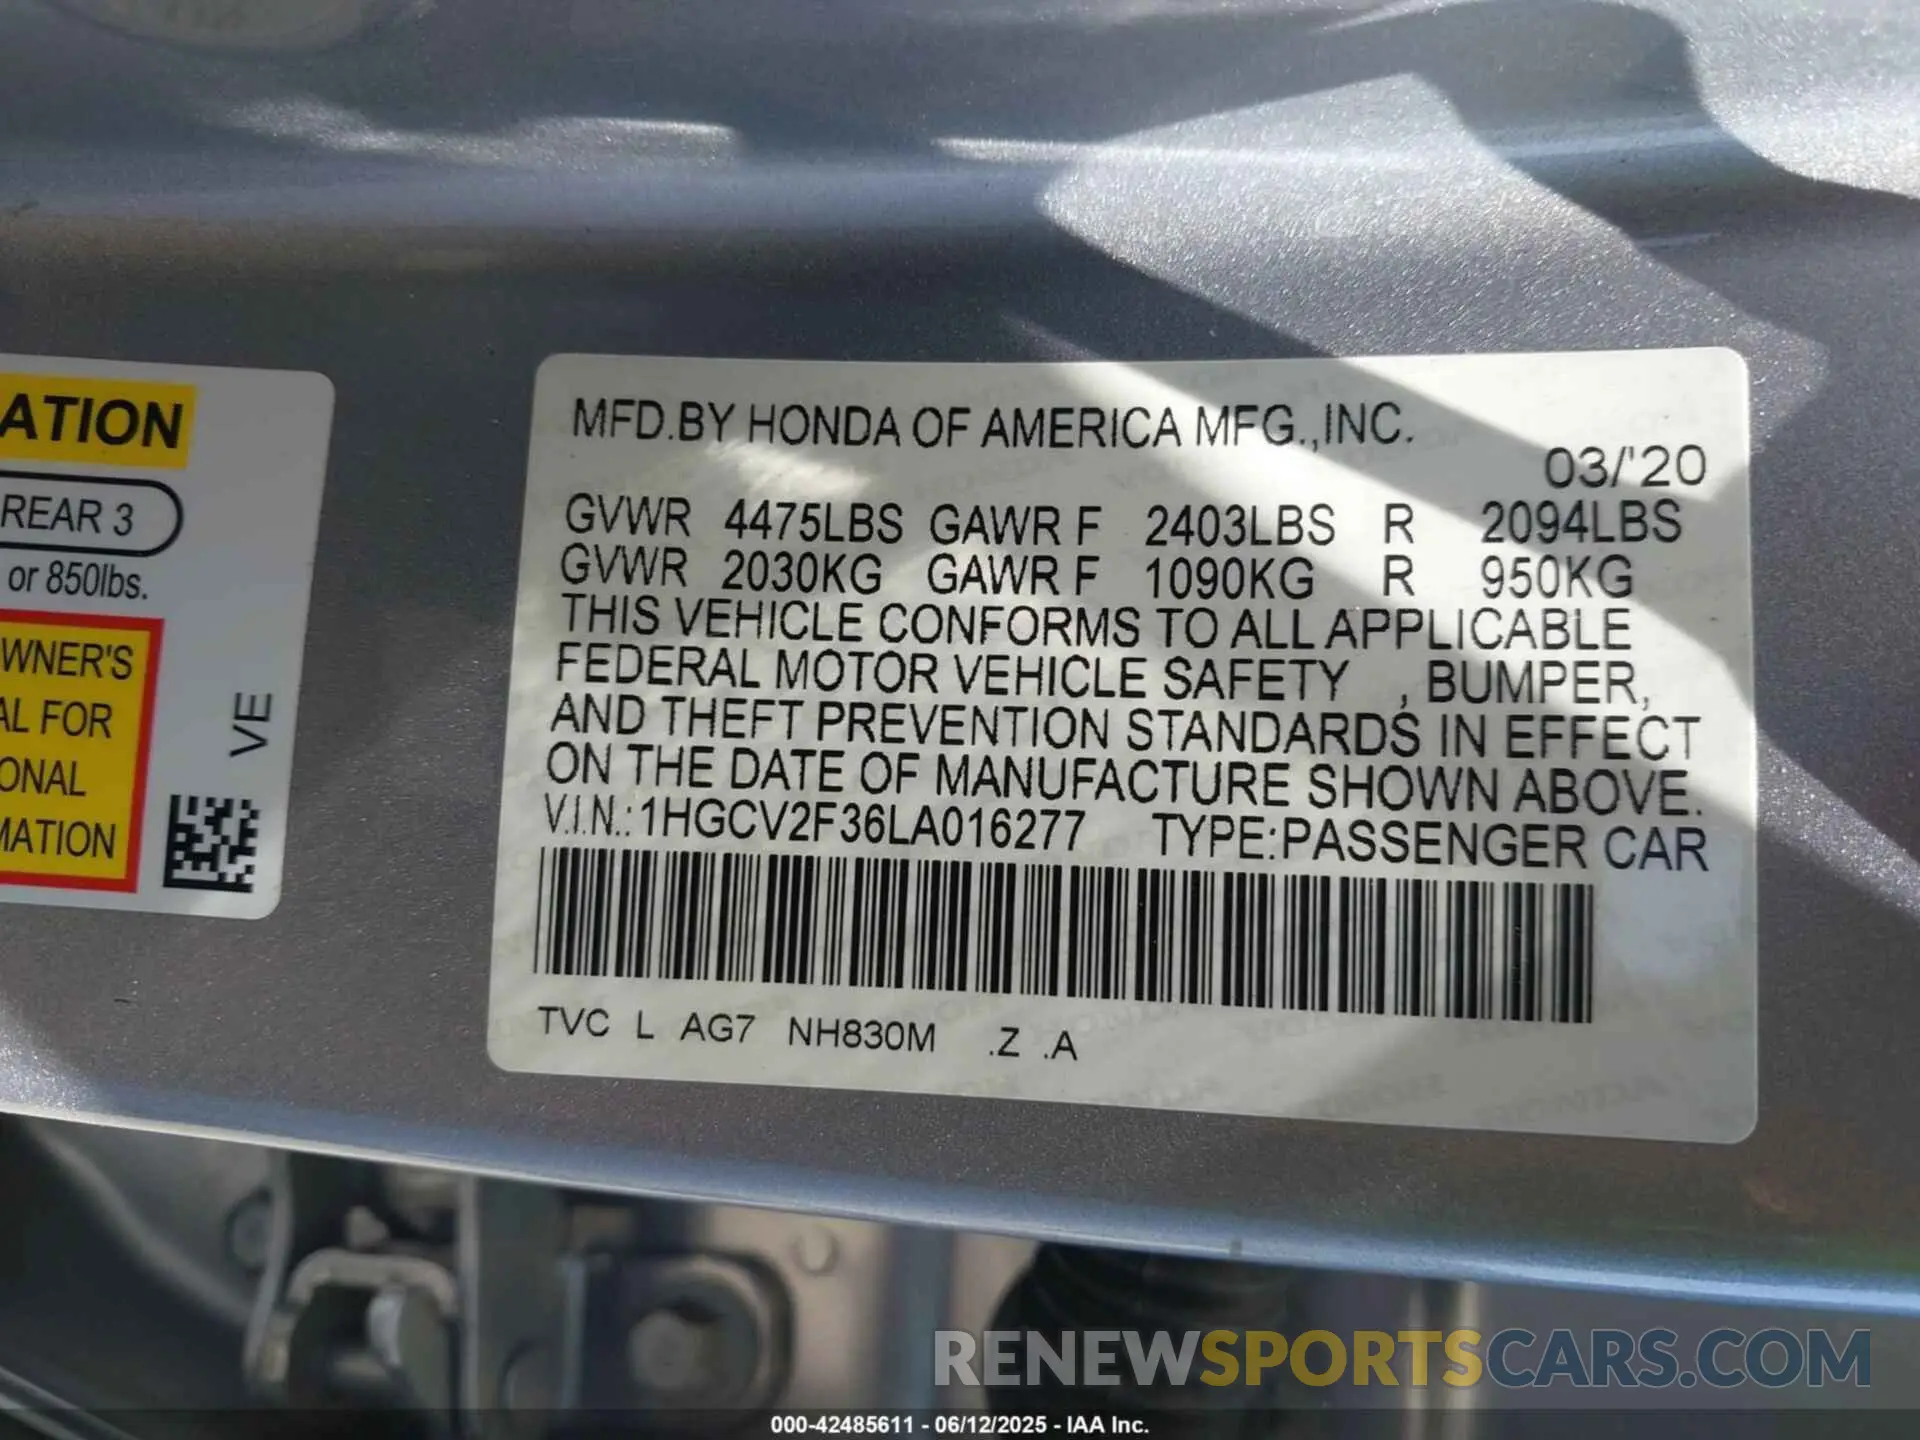 ATION
REAR 3
or 850lbs.
WNER'S
AL FOR
ONAL
MATION
VE
MFD.BY HONDA OF AMERICA MFG.,INC.
03/'20
GVWR 4475LBS GAWR F 2403LBS R 2094LBS
GVWR 2030KG GAWR F 1090KG R 950KG
THIS VEHICLE CONFORMS TO ALL APPLICABLE
FEDERAL MOTOR VEHICLE SAFETY , BUMPER,
AND THEFT PREVENTION STANDARDS IN EFFECT
ON THE DATE OF MANUFACTURE SHOWN ABOVE.
V.I.N.:1HGCV2F36LA016277 TYPE:PASSENGER CAR
TVC L AG7 NH830M .Z .A
RENEWSPORTSCARS.COM
000-42485611 - 06/12/2025 - IAA Inc.